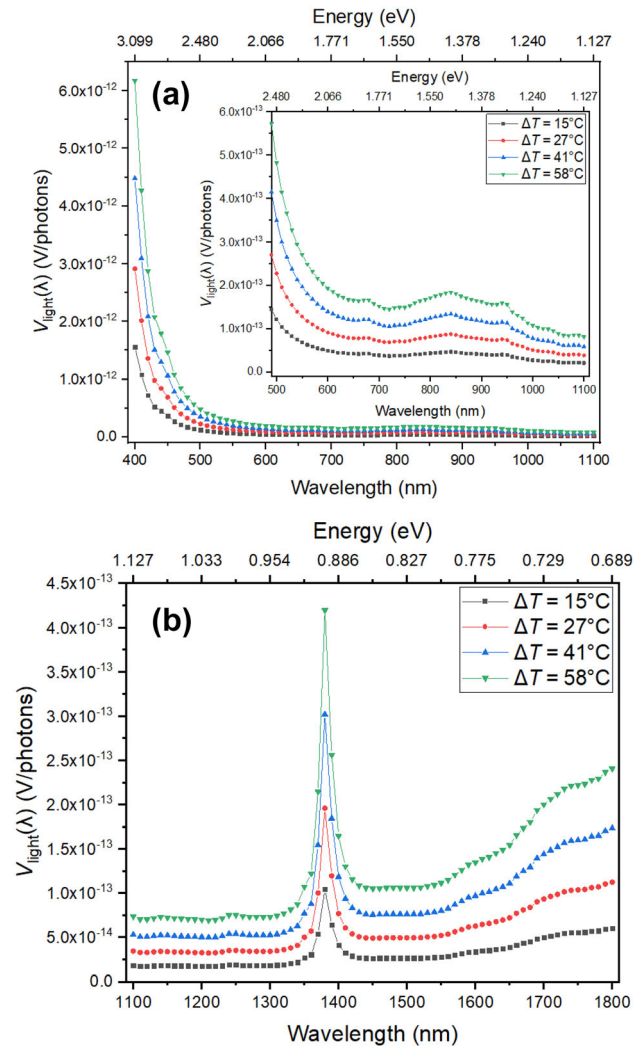 Energy (eV)
3.099 2.480 2.066 1.771 1.550 1.378 1.240 1.127
(a)
Energy (eV)
2.480 2.066 1.771 1.550 1.378 1.240 1.127
6.0x10-13
5.0x10-13
4.0x10-13
3.0x10-13
2.0x10-13
1.0x10-13
0.0
Vlight(λ) (V/photons)
ΔT = 15°C
ΔT = 27°C
ΔT = 41°C
ΔT = 58°C
500 600 700 800 900 1000 1100
Wavelength (nm)
6.0x10-12
5.0x10-12
4.0x10-12
3.0x10-12
2.0x10-12
1.0x10-12
0.0
Vlight(λ) (V/photons)
400 500 600 700 800 900 1000 1100
Wavelength (nm)
Energy (eV)
1.127 1.033 0.954 0.886 0.827 0.775 0.729 0.689
(b)
ΔT = 15°C
ΔT = 27°C
ΔT = 41°C
ΔT = 58°C
4.5x10-13
4.0x10-13
3.5x10-13
3.0x10-13
2.5x10-13
2.0x10-13
1.5x10-13
1.0x10-13
5.0x10-14
0.0
Vlight(λ) (V/photons)
1100 1200 1300 1400 1500 1600 1700 1800
Wavelength (nm)